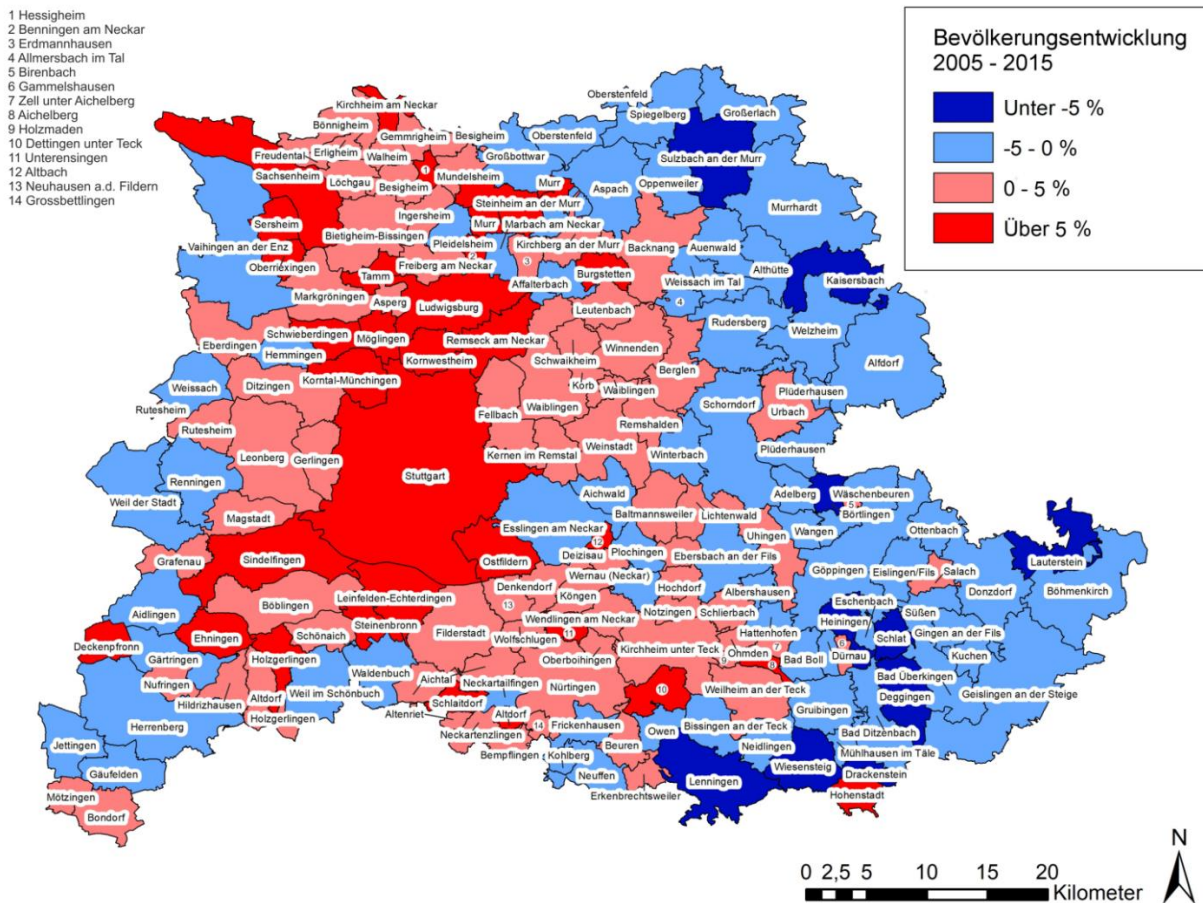 1 Hessigheim
2 Benningen am Neckar
3 Erdmannhausen
4 Allmersbach im Tal
5 Birenbach
6 Gammelshausen
7 Zell unter Aichelberg
8 Aichelberg
9 Holzmaden
10 Dettingen unter Teck
11 Unterensingen
12 Altbach
13 Neuhausen a.d. Fildern
14 Grossbettlingen
Bevölkerungsentwicklung
2005 - 2015
Unter -5 %
-5 - 0 %
0 - 5 %
Über 5 %
Oberstenfeld
Kirchheim am Neckar
Spiegelberg
Großerlach
Bönnigheim
Gemmrigheim
Besigheim
Oberstenfeld
Freudental
Erligheim
Walheim
Großbottwar
Sulzbach an der Murr
Sachsenheim
Löchgau
Besigheim
1
Mundelsheim
Murr
Aspach
Oppenweiler
Steinheim an der Murr
Murrhardt
Sersheim
Ingersheim
Murr
Marbach am Neckar
Bietigheim-Bissingen
Pleidelsheim
Kirchberg an der Murr
Backnang
Auenwald
Vaihingen an der Enz
2
3
Oberriexingen
Tamm
Freiberg am Neckar
Burgstetten
Weissach im Tal
Althütte
Kaisersbach
Affalterbach
Markgröningen
Asperg
Ludwigsburg
Leutenbach
4
Rudersberg
Welzheim
Schwieberdingen
Möglingen
Remseck am Neckar
Eberdingen
Hemmingen
Winnenden
Alfdorf
Weissach
Ditzingen
Korntal-Münchingen
Kornwestheim
Schwaikheim
Berglen
Korb
Waiblingen
Plüderhausen
Rutesheim
Fellbach
Waiblingen
Schorndorf
Urbach
Rutesheim
Remshalden
Leonberg
Gerlingen
Kernen im Remstal
Weinstadt
Winterbach
Plüderhausen
Renningen
Stuttgart
Weil der Stadt
Aichwald
Adelberg
Wäschenbeuren
Magstadt
Baltmannsweiler
Lichtenwald
5
Börtlingen
Esslingen am Neckar
Uhingen
Wangen
Ottenbach
12
Grafenau
Sindelfingen
Ostfildern
Deizisau
Plochingen
Ebersbach an der Fils
Lauterstein
Wernau (Neckar)
Göppingen
Eislingen/Fils
Salach
Denkendorf
Hochdorf
Albershausen
Donzdorf
Böhmenkirch
Aidlingen
Böblingen
Leinfelden-Echterdingen
Köngen
Eschenbach
13
Notzingen
Schlierbach
Heiningen
Süßen
Steinenbronn
Wendlingen am Neckar
Ehningen
Schönaich
Filderstadt
Wolfschlugen
11
Hattenhofen
Schlat
Gingen an der Fils
Deckenpfronn
Kirchheim unter Teck
Ohmden
7
6
Dürnau
Kuchen
Gärtringen
Holzgerlingen
Oberboihingen
9
8
Bad Boll
Waldenbuch
Aichtal
Neckartailfingen
Bad Überkingen
Nufringen
Altdorf
Weil im Schönbuch
Nürtingen
10
Weilheim an der Teck
Deggingen
Geislingen an der Steige
Hildrizhausen
Schlaitdorf
Altdorf
Gruibingen
Holzgerlingen
Altenriet
14
Frickenhausen
Bissingen an der Teck
Herrenberg
Neckartenzlingen
Owen
Bad Ditzenbach
Beuren
Neidlingen
Mühlhausen im Täle
Jettingen
Bempflingen
Kohlberg
Wiesensteig
Gäufelden
Neuffen
Lenningen
Drackenstein
Mötzingen
Erkenbrechtsweiler
Hohenstadt
Bondorf
N
0 2,5 5 10 15 20
Kilometer